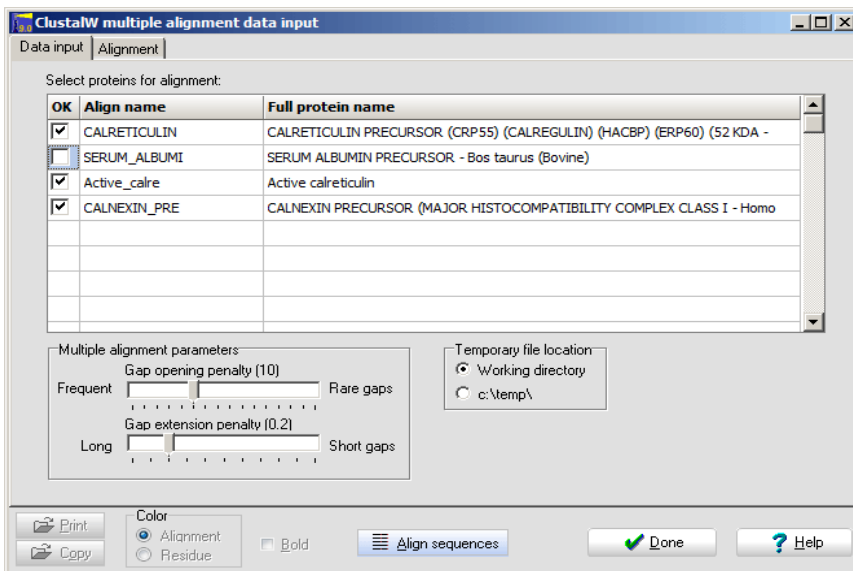 ClustalW multiple alignment data input
Data input Alignment
Select proteins for alignment:
OK Align name Full protein name
CALRETICULIN CALRETICULIN PRECURSOR (CRP55) (CALREGULIN) (HACBP) (ERP60) (52 KDA -
SERUM_ALBUMI SERUM ALBUMIN PRECURSOR - Bos taurus (Bovine)
Active_calre Active calreticulin
CALNEXIN_PRE CALNEXIN PRECURSOR (MAJOR HISTOCOMPATIBILITY COMPLEX CLASS I - Homo
Multiple alignment parameters
Gap opening penalty (10)
Frequent Rare gaps
Gap extension penalty (0.2)
Long Short gaps
Temporary file location
Working directory
c:\temp\
Print
Copy
Color
Alignment
Residue
Bold
Align sequences
Done
Help